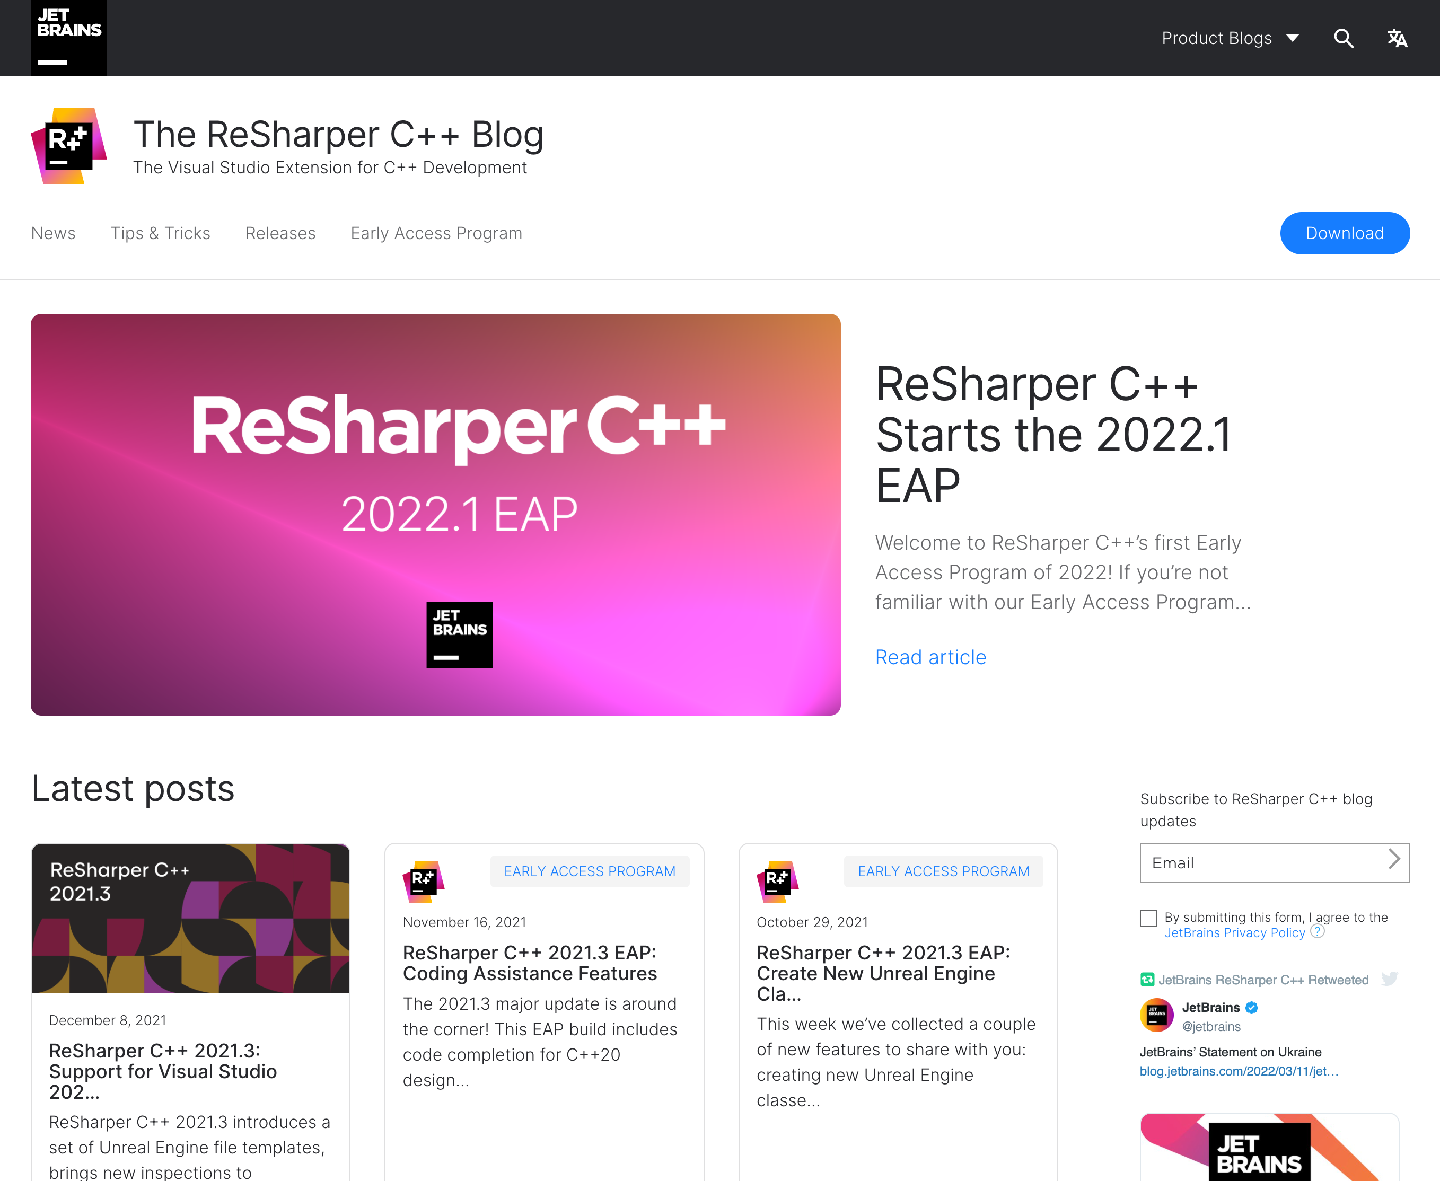 JET
BRAINS
Product Blogs
R++
The ReSharper C++ Blog
The Visual Studio Extension for C++ Development
News
Tips & Tricks
Releases
Early Access Program
Download
ReSharper C++
2022.1 EAP
JET
BRAINS
ReSharper C++
Starts the 2022.1
EAP
Welcome to ReSharper C++’s first Early
Access Program of 2022! If you’re not
familiar with our Early Access Program...
Read article
Latest posts
ReSharper C++
2021.3
December 8, 2021
ReSharper C++ 2021.3:
Support for Visual Studio
202...
ReSharper C++ 2021.3 introduces a
set of Unreal Engine file templates,
brings new inspections to
R++
EARLY ACCESS PROGRAM
November 16, 2021
ReSharper C++ 2021.3 EAP:
Coding Assistance Features
The 2021.3 major update is around
the corner! This EAP build includes
code completion for C++20
design...
R++
EARLY ACCESS PROGRAM
October 29, 2021
ReSharper C++ 2021.3 EAP:
Create New Unreal Engine
Cla...
This week we’ve collected a couple
of new features to share with you:
creating new Unreal Engine
classe...
Subscribe to ReSharper C++ blog
updates
Email
By submitting this form, I agree to the
JetBrains Privacy Policy ?
JetBrains ReSharper C++ Retweeted
JET
BRAINS
JetBrains
@jetbrains
JetBrains’ Statement on Ukraine
blog.jetbrains.com/2022/03/11/jet…
JET
BRAINS